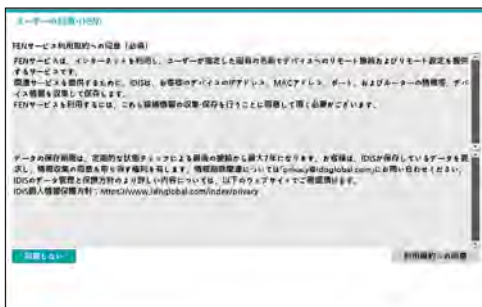 ユーザーの同意(FEN)
FENサービス利用規約への同意（必須）
FENサービスは、インターネットを利用し、ユーザーが指定した固有の名称でデバイスへのリモート接続およびリモート設定を提供
するサービスです。
関連サービスを提供するために、IDISは、お客様のデバイスのIPアドレス、MACアドレス、ポート、およびルーターの情報等、デバ
イス情報を収集して保存します。
FENサービスを利用するには、これら接続情報の収集・保存を行うことに同意して頂く必要がございます。
データの保存期間は、定期的な状態チェックによる最後の接続から最大7年になります。お客様は、IDISが保存しているデータを要
求し、情報収集の同意を取り消す権利を有します。情報削除関連については"privacy@idisglobal.com"にお問い合わせください。
IDISのデータ管理と保護方針のより詳しい内容については、以下のウェブサイトでご確認頂けます。
IDIS個人情報保護方針 : https://www.idisglobal.com/index/privacy
同意しない
利用規約への同意